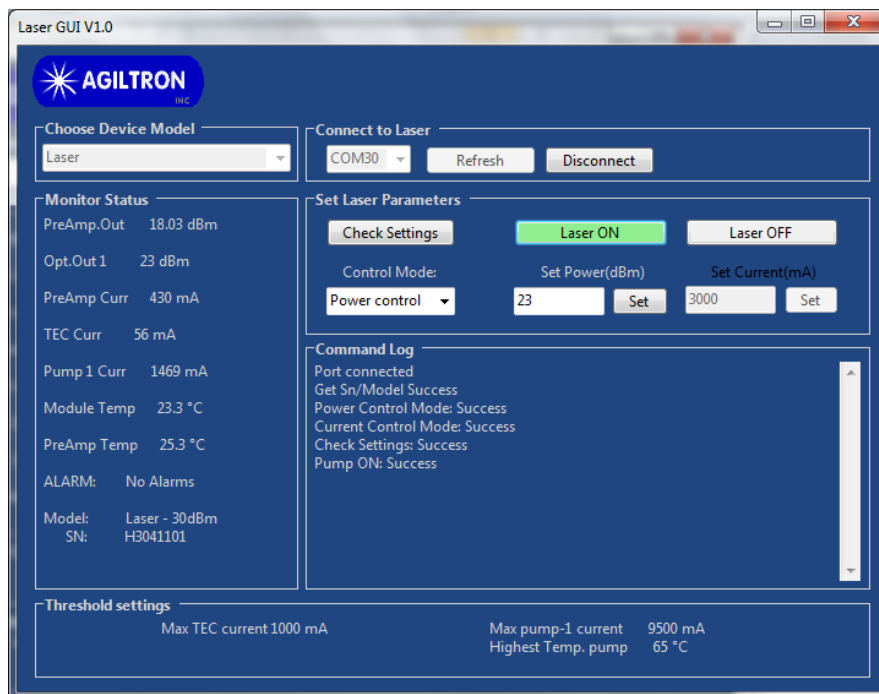 Laser GUI V1.0
AGILTRON
INC
Choose Device Model
Laser
Connect to Laser
COM30 Refresh Disconnect
Monitor Status
PreAmp.Out 18.03 dBm
Opt.Out 1 23 dBm
PreAmp Curr 430 mA
TEC Curr 56 mA
Pump 1 Curr 1469 mA
Module Temp 23.3 °C
PreAmp Temp 25.3 °C
ALARM: No Alarms
Model: Laser - 30dBm
SN: H3041101
Set Laser Parameters
Check Settings Laser ON Laser OFF
Control Mode: Set Power(dBm) Set Current(mA)
Power control 23 Set 3000 Set
Command Log
Port connected
Get Sn/Model Success
Power Control Mode: Success
Current Control Mode: Success
Check Settings: Success
Pump ON: Success
Threshold settings
Max TEC current 1000 mA Max pump-1 current 9500 mA
Highest Temp. pump 65 °C